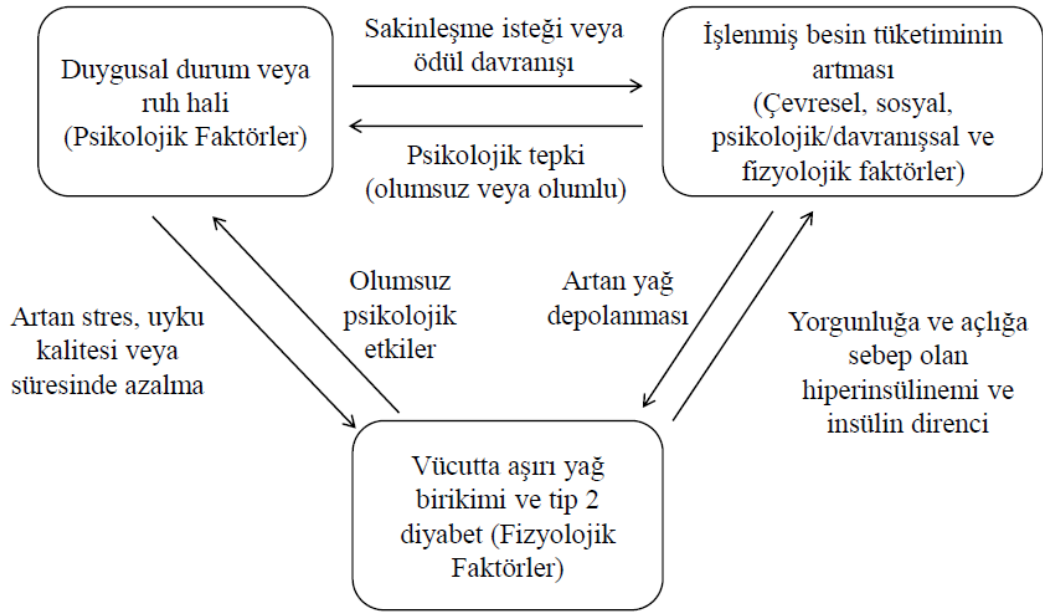 Duygusal durum veya
ruh hali
(Psikolojik Faktörler)
Sakinleşme isteği veya
ödül davranışı
Psikolojik tepki
(olumsuz veya olumlu)
İşlenmiş besin tüketiminin
artması
(Çevresel, sosyal,
psikolojik/davranışsal ve
fizyolojik faktörler)
Artan stres, uyku
kalitesi veya
süresinde azalma
Olumsuz
psikolojik
etkiler
Artan yağ
depolanması
Yorgunluğa ve açlığa
sebep olan
hiperinsülinemi ve
insülin direnci
Vücutta aşırı yağ
birikimi ve tip 2
diyabet (Fizyolojik
Faktörler)